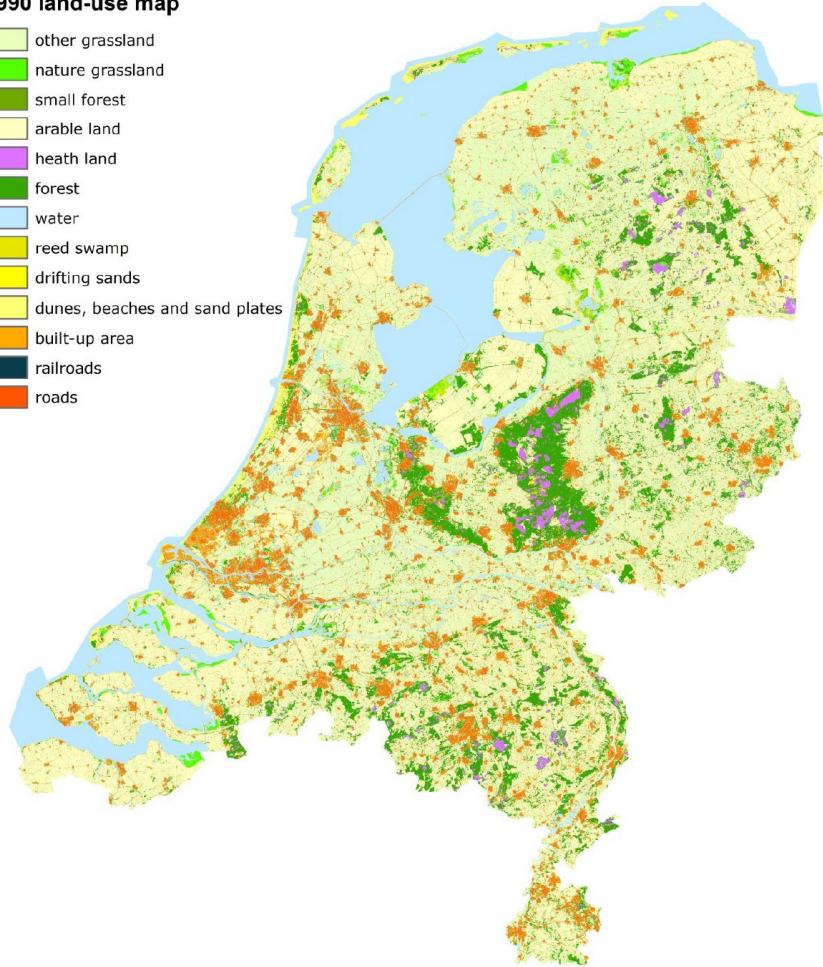 990 land-use map
other grassland
nature grassland
small forest
arable land
heath land
forest
water
reed swamp
drifting sands
dunes, beaches and sand plates
built-up area
railroads
roads